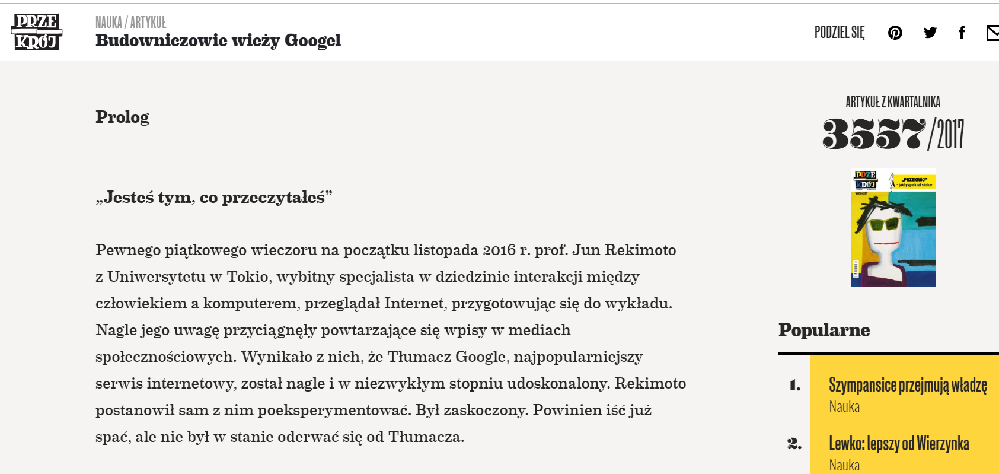 PRZE
KRÓJ
NAUKA / ARTYKUŁ
Budowniczowie wieży Googel
PODZIEL SIĘ
Prolog
„Jesteś tym, co przeczytałeś”
Pewnego piątkowego wieczoru na początku listopada 2016 r. prof. Jun Rekimoto
z Uniwersytetu w Tokio, wybitny specjalista w dziedzinie interakcji między
człowiekiem a komputerem, przeglądał Internet, przygotowując się do wykładu.
Nagle jego uwagę przyciągnęły powtarzające się wpisy w mediach
społecznościowych. Wynikało z nich, że Tłumacz Google, najpopularniejszy
serwis internetowy, został nagle i w niezwykłym stopniu udoskonalony. Rekimoto
postanowił sam z nim poeksperymentować. Był zaskoczony. Powinien iść już
spać, ale nie był w stanie oderwać się od Tłumacza.
ARTYKUŁ Z KWARTALNIKA
3557/2017
PRZE
KRÓJ
„PRZEKRÓJ”
– jakbyś połknął słońce
WIOSNA 2017
Popularne
1. Szympansice przejmują władzę
Nauka
2. Lewko: lepszy od Wierzynka
Nauka